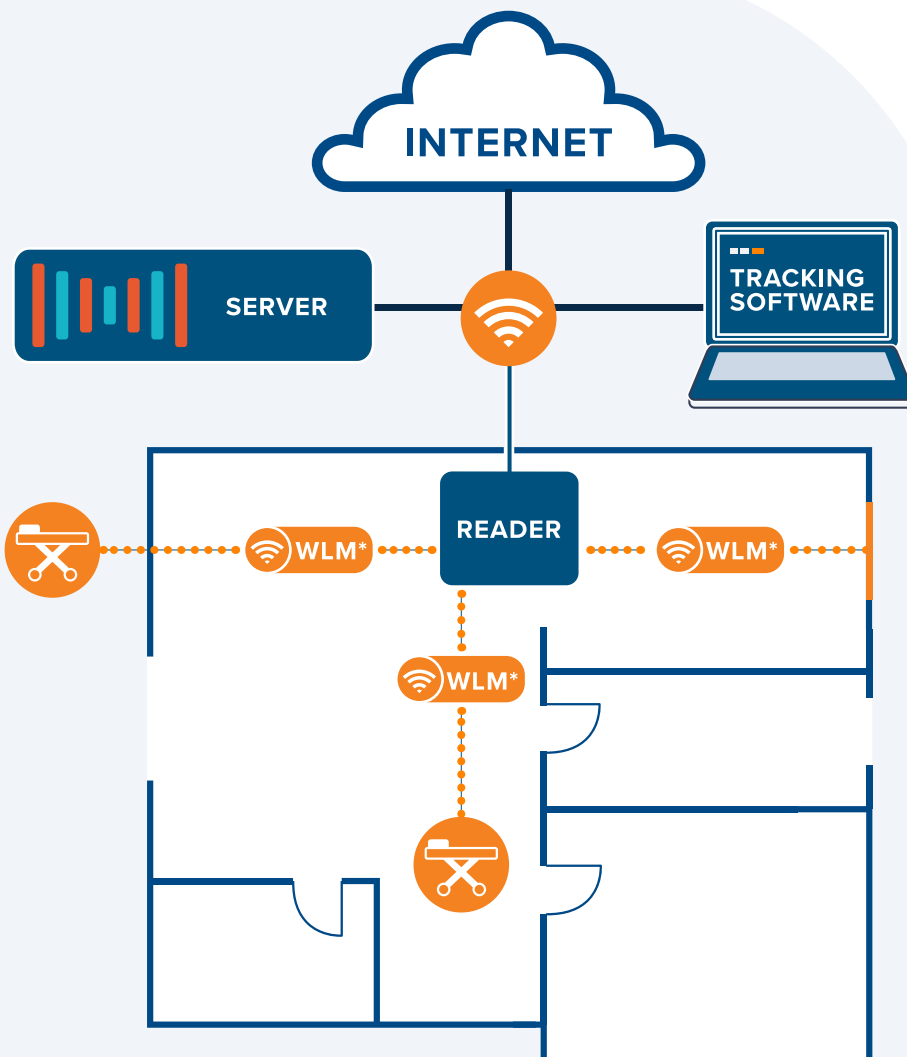 INTERNET
SERVER
TRACKING
SOFTWARE
READER
WLM*
WLM*
WLM*